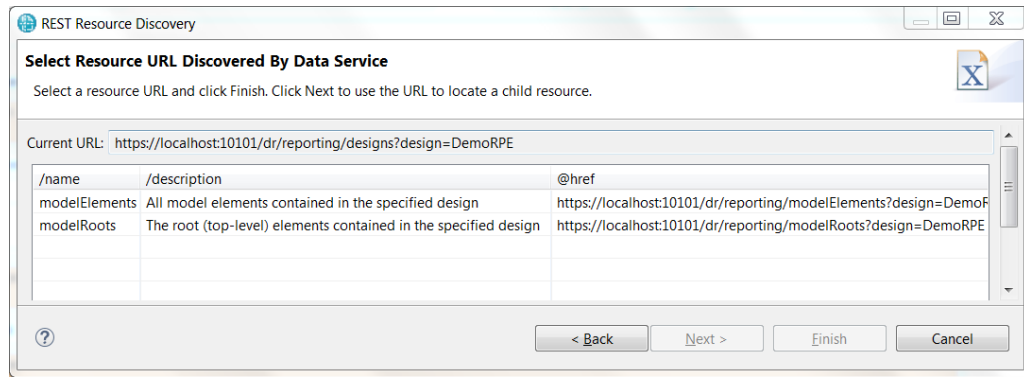 REST Resource Discovery
Select Resource URL Discovered By Data Service
Select a resource URL and click Finish. Click Next to use the URL to locate a child resource.
X
Current URL: https://localhost:10101/dr/reporting/designs?design=DemoRPE
/name /description @href
modelElements All model elements contained in the specified design https://localhost:10101/dr/reporting/modelElements?design=DemoR
modelRoots The root (top-level) elements contained in the specified design https://localhost:10101/dr/reporting/modelRoots?design=DemoRPE
? < Back Next > Finish Cancel